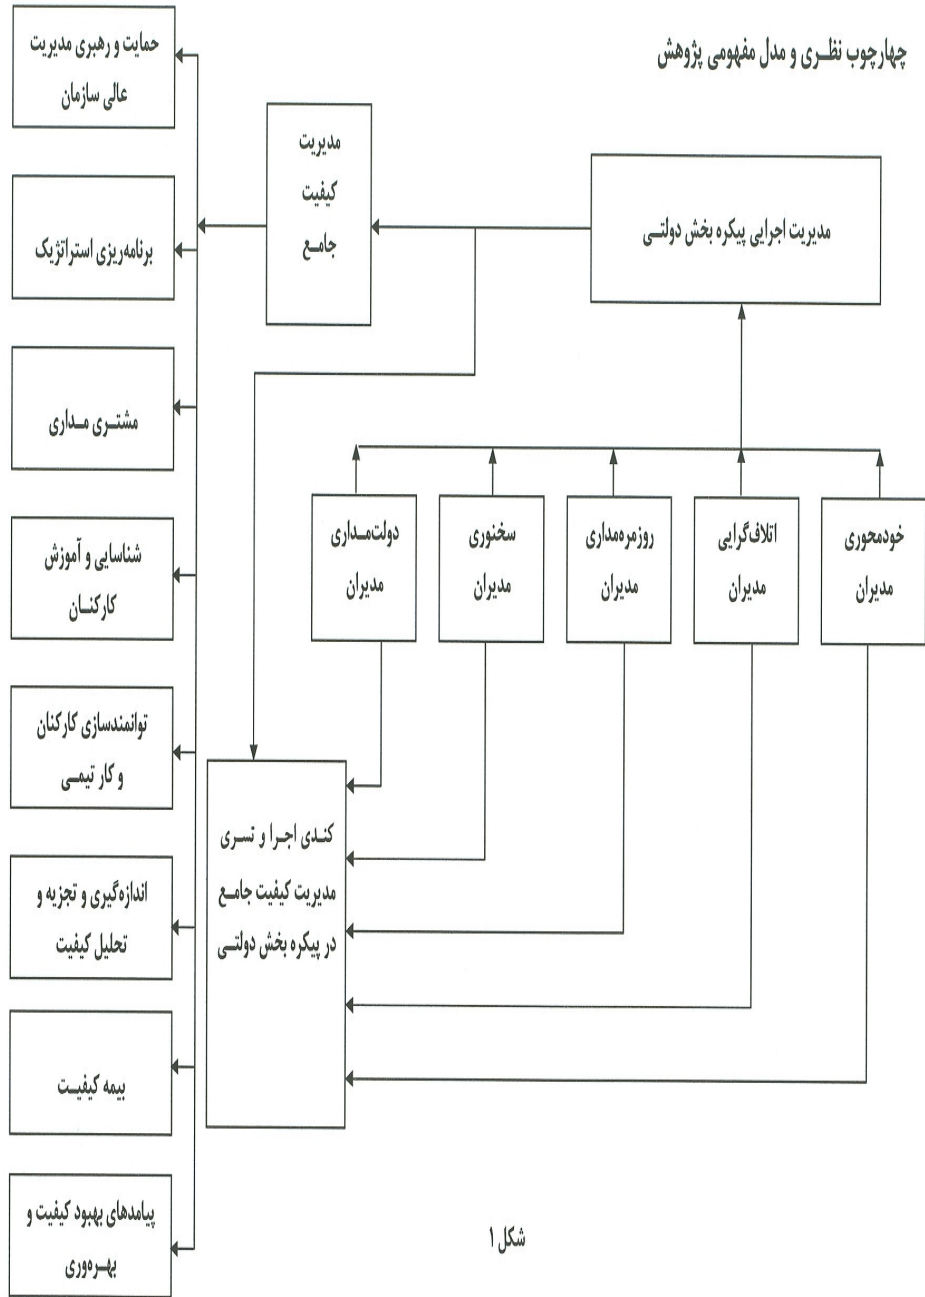 چهارچوب نظری و مدل مفهومی پژوهش
مدیریت اجرایی پیکره بخش دولتی
مدیریت
کیفیت
جامع
حمایت و رهبری مدیریت
عالی سازمان
برنامه‌ریزی استراتژیک
مشتری مداری
شناسایی و آموزش
کارکنان
توانمندسازی کارکنان
و کار تیمی
اندازه‌گیری و تجزیه و
تحلیل کیفیت
بیمه کیفیت
پیامدهای بهبود کیفیت و
بهره‌وری
خودمحوری
مدیران
اتلاف‌گرایی
مدیران
روزمره‌مداری
مدیران
سخنوری
مدیران
دولت‌مداری
مدیران
کندی اجرا و تسری
مدیریت کیفیت جامع
در پیکره بخش دولتی
شکل ۱